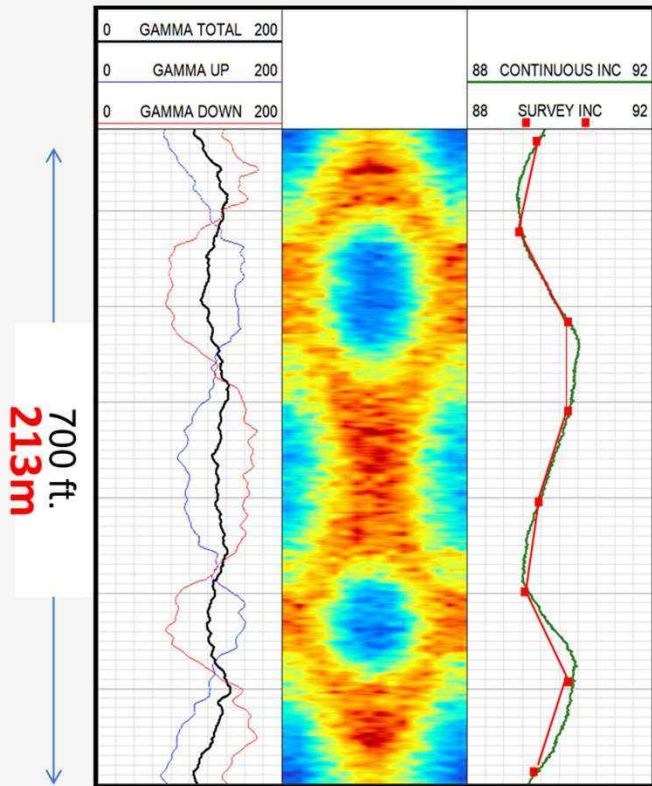 0 GAMMA TOTAL 200
0 GAMMA UP 200
0 GAMMA DOWN 200
88 CONTINUOUS INC 92
88 SURVEY INC 92
700 ft.
213m